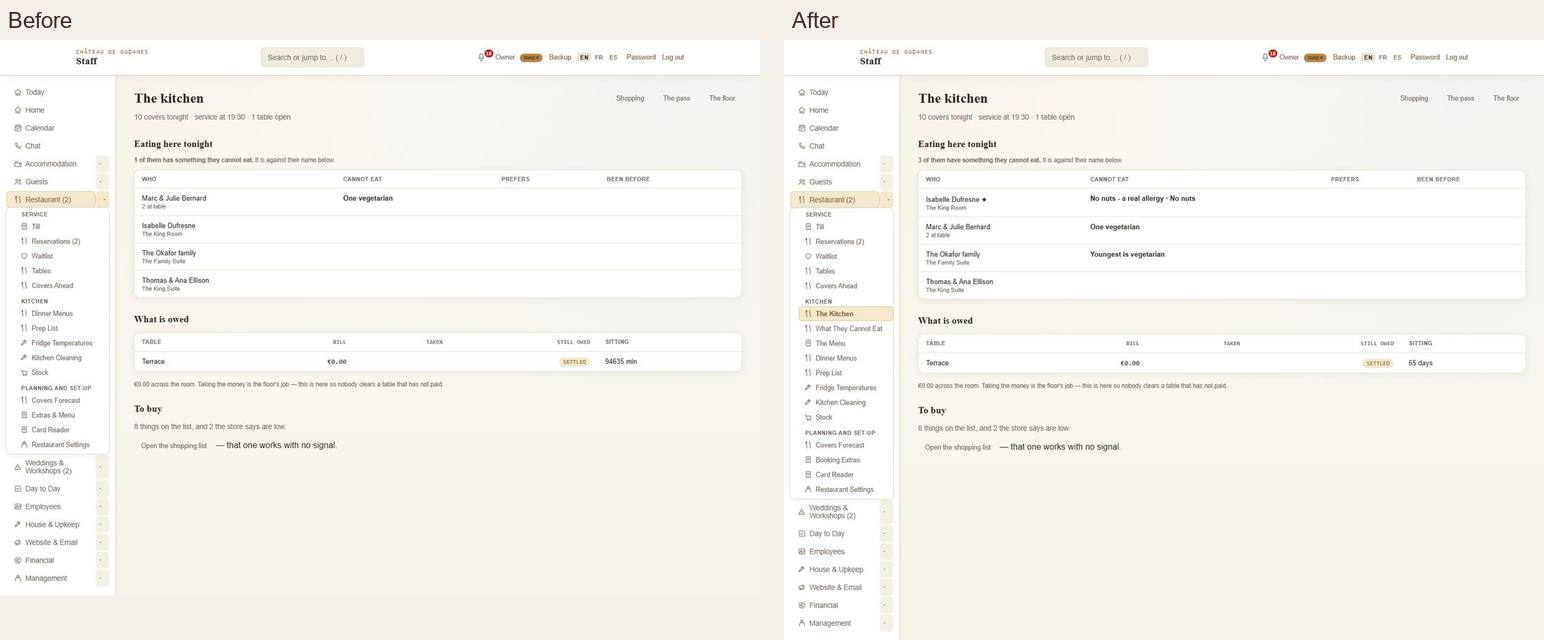 Before
CHÂTEAU DE GUDANES
Staff
Search or jump to... ( / )
18
Owner
OWNER
Backup
EN FR ES
Password
Log out
Today
Home
Calendar
Chat
Accommodation
Guests
Restaurant (2)
SERVICE
Till
Reservations (2)
Waitlist
Tables
Covers Ahead
KITCHEN
Dinner Menus
Prep List
Fridge Temperatures
Kitchen Cleaning
Stock
PLANNING AND SET-UP
Covers Forecast
Extras & Menu
Card Reader
Restaurant Settings
Weddings &
Workshops (2)
Day to Day
Employees
House & Upkeep
Website & Email
Financial
Management
The kitchen
Shopping The pass The floor
10 covers tonight · service at 19:30 · 1 table open
Eating here tonight
1 of them has something they cannot eat. It is against their name below.
WHO CANNOT EAT PREFERS BEEN BEFORE
Marc & Julie Bernard One vegetarian
2 at table
Isabelle Dufresne
The King Room
The Okafor family
The Family Suite
Thomas & Ana Ellison
The King Suite
What is owed
TABLE BILL TAKEN STILL OWED SITTING
Terrace €0.00 SETTLED 94635 min
€0.00 across the room. Taking the money is the floor's job — this is here so nobody clears a table that has not paid.
To buy
8 things on the list, and 2 the store says are low.
Open the shopping list — that one works with no signal.
After
CHÂTEAU DE GUDANES
Staff
Search or jump to... ( / )
18
Owner
OWNER
Backup
EN FR ES
Password
Log out
Today
Home
Calendar
Chat
Accommodation
Guests
Restaurant (2)
SERVICE
Till
Reservations (2)
Waitlist
Tables
Covers Ahead
KITCHEN
The Kitchen
What They Cannot Eat
The Menu
Dinner Menus
Prep List
Fridge Temperatures
Kitchen Cleaning
Stock
PLANNING AND SET-UP
Covers Forecast
Booking Extras
Card Reader
Restaurant Settings
Weddings &
Workshops (2)
Day to Day
Employees
House & Upkeep
Website & Email
Financial
Management
The kitchen
Shopping The pass The floor
10 covers tonight · service at 19:30 · 1 table open
Eating here tonight
3 of them have something they cannot eat. It is against their name below.
WHO CANNOT EAT PREFERS BEEN BEFORE
Isabelle Dufresne ★ No nuts - a real allergy · No nuts
The King Room
Marc & Julie Bernard One vegetarian
2 at table
The Okafor family Youngest is vegetarian
The Family Suite
Thomas & Ana Ellison
The King Suite
What is owed
TABLE BILL TAKEN STILL OWED SITTING
Terrace €0.00 SETTLED 65 days
€0.00 across the room. Taking the money is the floor's job — this is here so nobody clears a table that has not paid.
To buy
8 things on the list, and 2 the store says are low.
Open the shopping list — that one works with no signal.